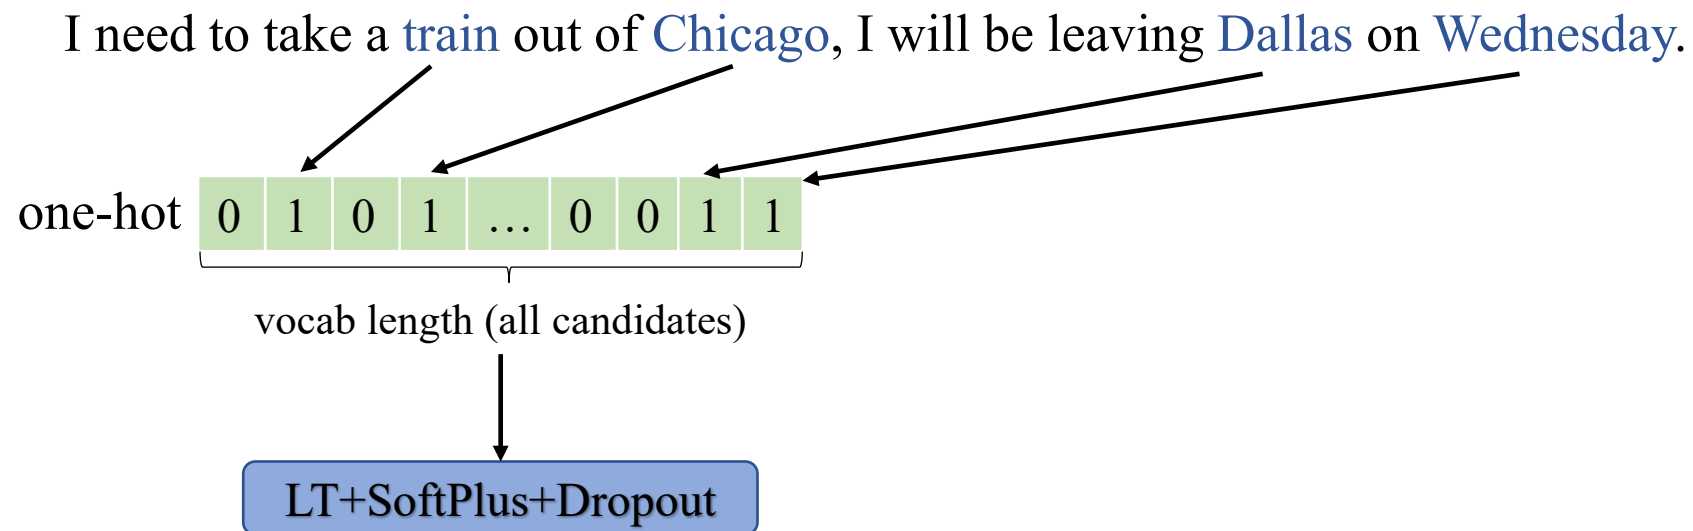 I need to take a train out of Chicago, I will be leaving Dallas on Wednesday.
one-hot 0 1 0 1 ... 0 0 1 1
vocab length (all candidates)
LT+SoftPlus+Dropout